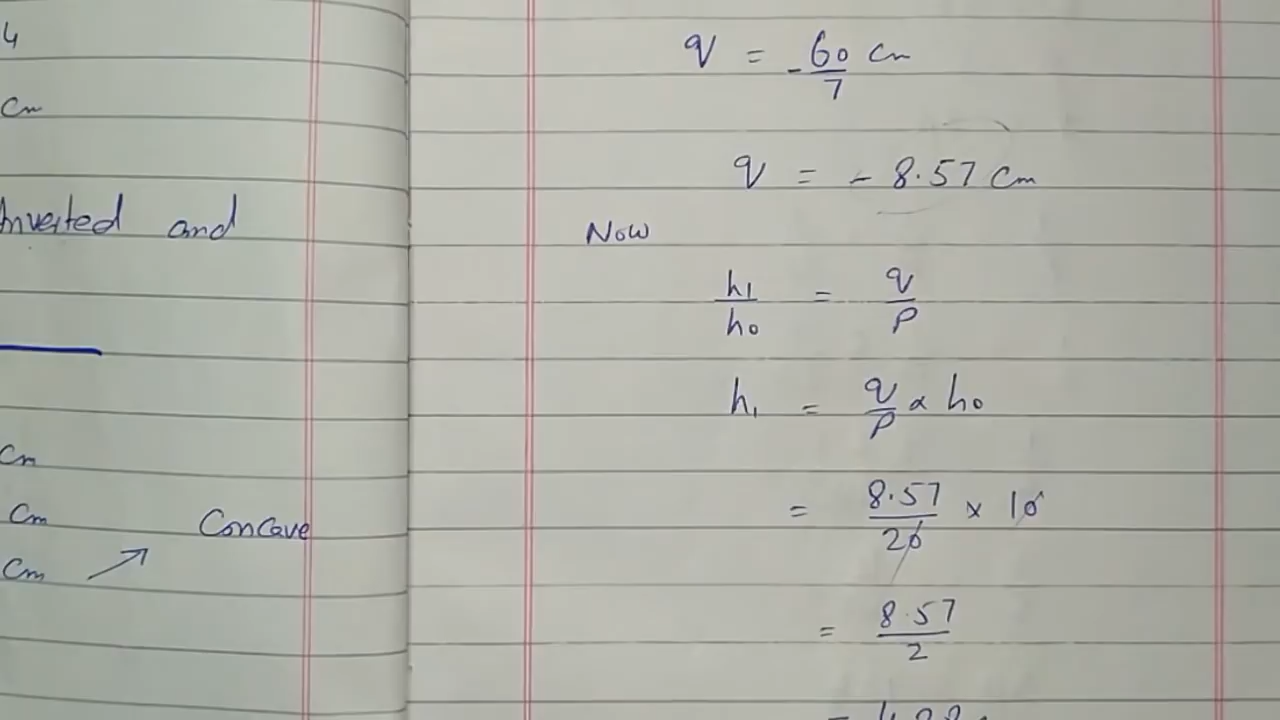 4
cm
Inverted and
cm
cm Concave
cm
q = -60/7 cm
q = - 8.57 cm
Now
h1/h0 = q/P
h1 = q/P × h0
= 8.57/20 × 10
= 8.57/2